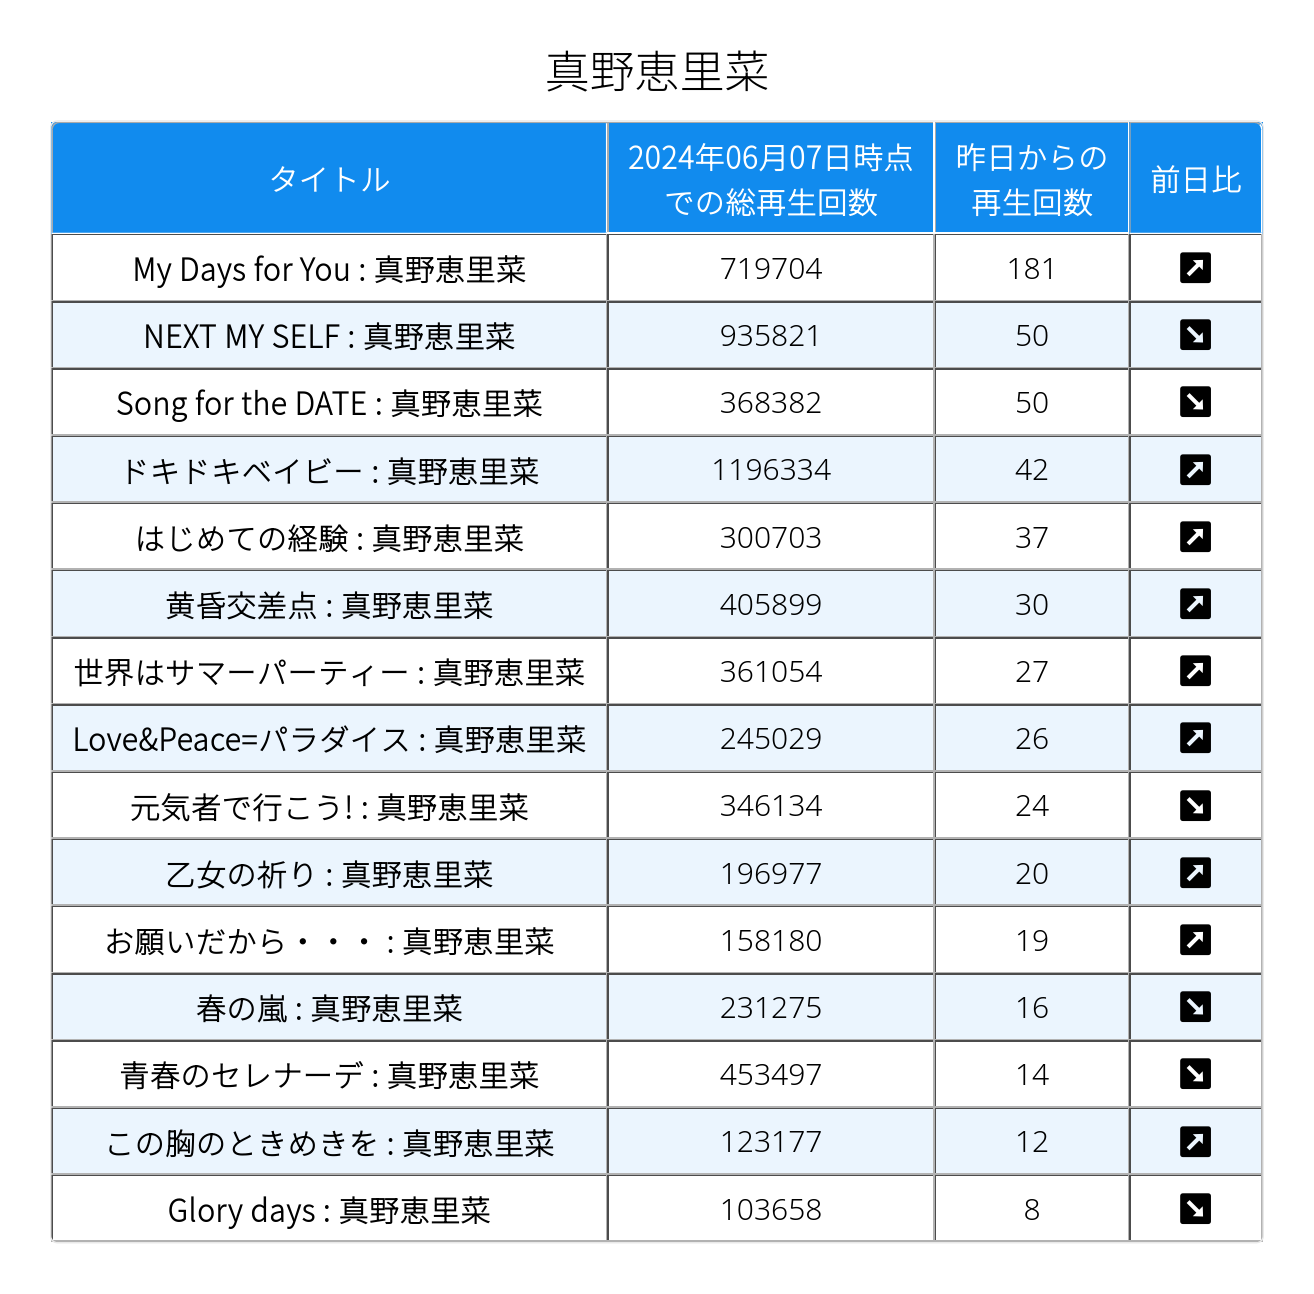 真野恵里菜
タイトル 2024年06月07日時点での総再生回数 昨日からの再生回数 前日比
My Days for You : 真野恵里菜 719704 181 ↗
NEXT MY SELF : 真野恵里菜 935821 50 ↘
Song for the DATE : 真野恵里菜 368382 50 ↘
ドキドキベイビー : 真野恵里菜 1196334 42 ↗
はじめての経験 : 真野恵里菜 300703 37 ↗
黄昏交差点 : 真野恵里菜 405899 30 ↗
世界はサマーパーティー : 真野恵里菜 361054 27 ↗
Love&Peace=パラダイス : 真野恵里菜 245029 26 ↗
元気者で行こう! : 真野恵里菜 346134 24 ↘
乙女の祈り : 真野恵里菜 196977 20 ↗
お願いだから・・・ : 真野恵里菜 158180 19 ↗
春の嵐 : 真野恵里菜 231275 16 ↘
青春のセレナーデ : 真野恵里菜 453497 14 ↘
この胸のときめきを : 真野恵里菜 123177 12 ↗
Glory days : 真野恵里菜 103658 8 ↘